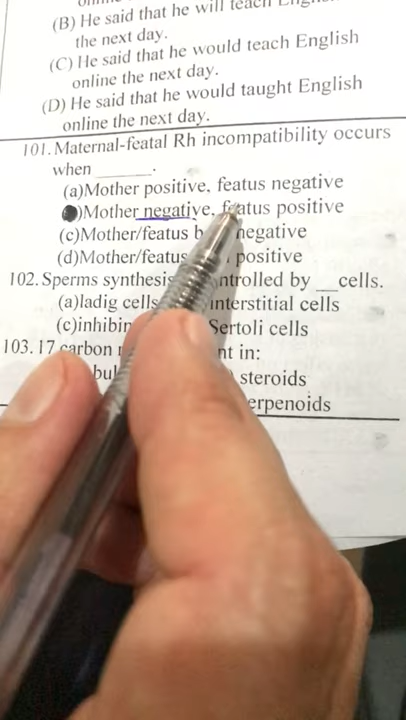 (B) He said that he will teach
the next day.
(C) He said that he would teach English
online the next day.
(D) He said that he would taught English
online the next day.
101. Maternal-featal Rh incompatibility occurs
when ______.
(a)Mother positive, featus negative
Mother negative, featus positive
(c)Mother/featus b negative
(d)Mother/featus positive
102. Sperms synthesis ntrolled by __cells.
(a)ladig cells interstitial cells
(c)inhibin Sertoli cells
103. 17 carbon nt in:
steroids
erpenoids